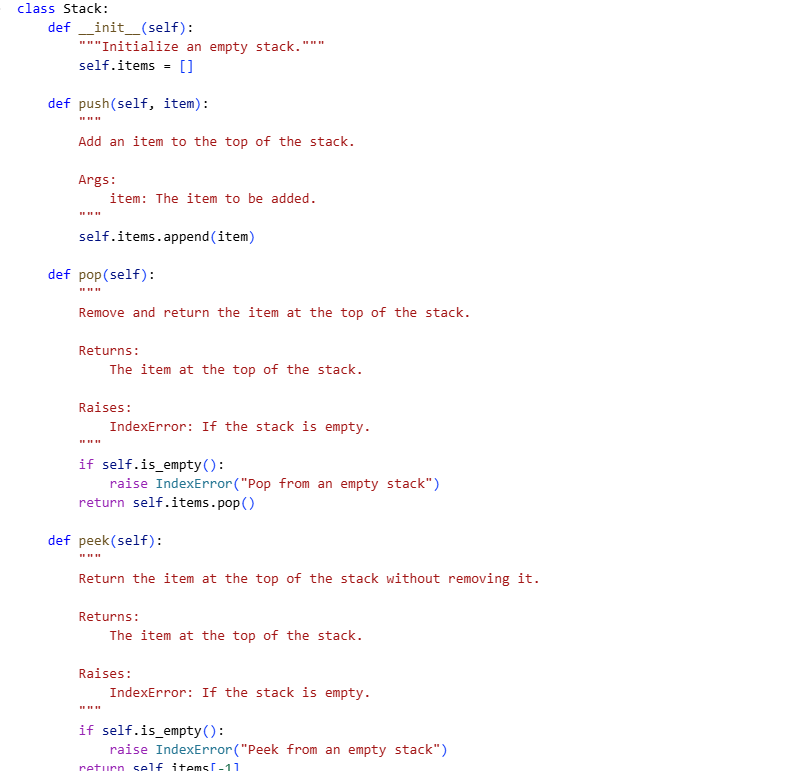 class Stack:
    def __init__(self):
        """Initialize an empty stack."""
        self.items = []

    def push(self, item):
        """
        Add an item to the top of the stack.

        Args:
            item: The item to be added.
        """
        self.items.append(item)

    def pop(self):
        """
        Remove and return the item at the top of the stack.

        Returns:
            The item at the top of the stack.

        Raises:
            IndexError: If the stack is empty.
        """
        if self.is_empty():
            raise IndexError("Pop from an empty stack")
        return self.items.pop()

    def peek(self):
        """
        Return the item at the top of the stack without removing it.

        Returns:
            The item at the top of the stack.

        Raises:
            IndexError: If the stack is empty.
        """
        if self.is_empty():
            raise IndexError("Peek from an empty stack")
        return self.items[-1]